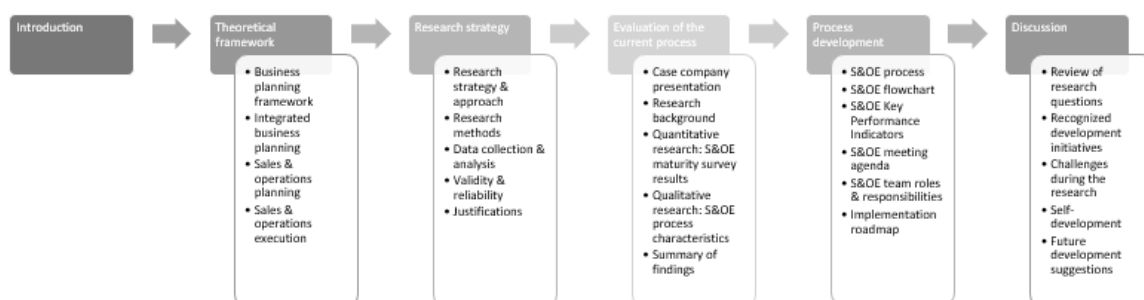 Introduction
Theoretical
framework
• Business
planning
framework
• Integrated
business
planning
• Sales &
operations
planning
• Sales &
operations
execution
Research strategy
• Research
strategy &
approach
• Research
methods
• Data collection &
analysis
• Validity &
reliability
• Justifications
Evaluation of the
current process
• Case company
presentation
• Research
background
• Quantitative
research: S&OE
maturity survey
results
• Qualitative
research: S&OE
process
characteristics
• Summary of
findings
Process
development
• S&OE process
• S&OE flowchart
• S&OE Key
Performance
Indicators
• S&OE meeting
agenda
• S&OE team roles
& responsibilities
• Implementation
roadmap
Discussion
• Review of
research
questions
• Recognized
development
initiatives
• Challenges
during the
research
• Self-
development
• Future
development
suggestions